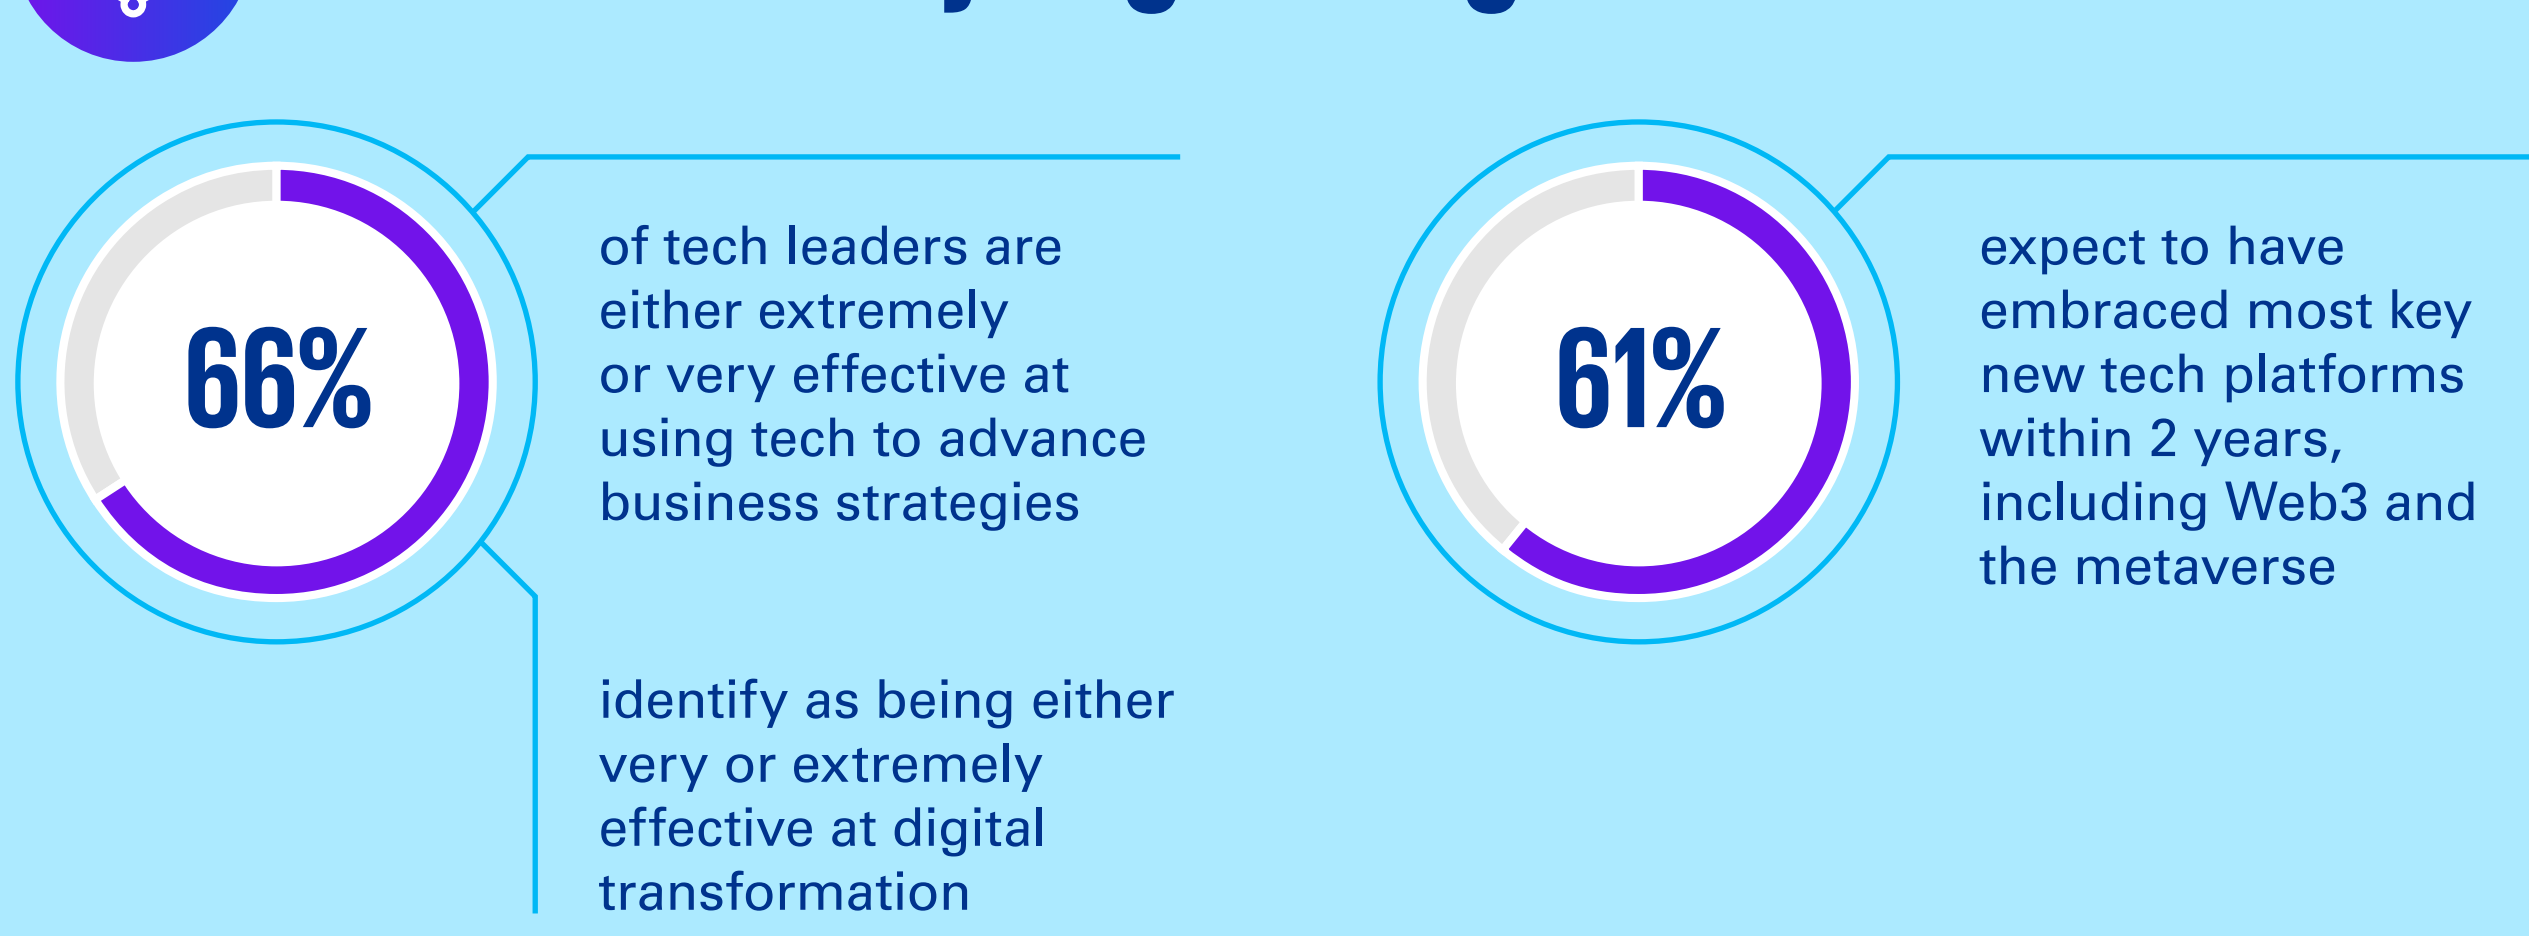 66%
of tech leaders are
either extremely
or very effective at
using tech to advance
business strategies
identify as being either
very or extremely
effective at digital
transformation
61%
expect to have
embraced most key
new tech platforms
within 2 years,
including Web3 and
the metaverse